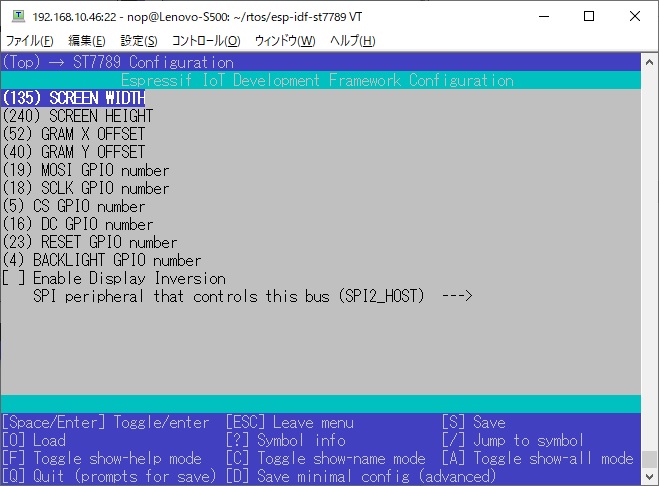 192.168.10.46:22 - nop@Lenovo-S500: ~/rtos/esp-idf-st7789 VT
ファイル(F) 編集(E) 設定(S) コントロール(O) ウィンドウ(W) ヘルプ(H)
(Top) → ST7789 Configuration
Espressif IoT Development Framework Configuration
(135) SCREEN WIDTH
(240) SCREEN HEIGHT
(52) GRAM X OFFSET
(40) GRAM Y OFFSET
(19) MOSI GPIO number
(18) SCLK GPIO number
(5) CS GPIO number
(16) DC GPIO number
(23) RESET GPIO number
(4) BACKLIGHT GPIO number
[ ] Enable Display Inversion
SPI peripheral that controls this bus (SPI2_HOST) --->
[Space/Enter] Toggle/enter [ESC] Leave menu [S] Save
[O] Load [?] Symbol info [/] Jump to symbol
[F] Toggle show-help mode [C] Toggle show-name mode [A] Toggle show-all mode
[Q] Quit (prompts for save) [D] Save minimal config (advanced)